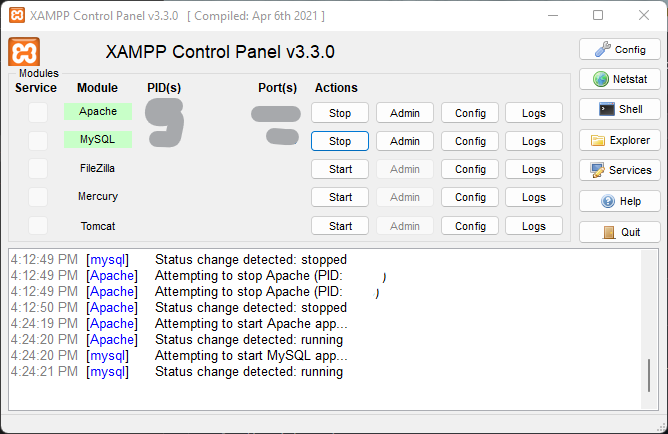 XAMPP Control Panel v3.3.0 [ Compiled: Apr 6th 2021 ]
XAMPP Control Panel v3.3.0
Config
Modules
Service Module PID(s) Port(s) Actions
Netstat
Apache Stop Admin Config Logs
Shell
MySQL Stop Admin Config Logs
Explorer
FileZilla Start Admin Config Logs
Services
Mercury Start Admin Config Logs
Help
Tomcat Start Admin Config Logs
Quit
4:12:49 PM [mysql] Status change detected: stopped
4:12:49 PM [Apache] Attempting to stop Apache (PID: )
4:12:49 PM [Apache] Attempting to stop Apache (PID: )
4:12:50 PM [Apache] Status change detected: stopped
4:24:19 PM [Apache] Attempting to start Apache app...
4:24:20 PM [Apache] Status change detected: running
4:24:20 PM [mysql] Attempting to start MySQL app...
4:24:21 PM [mysql] Status change detected: running